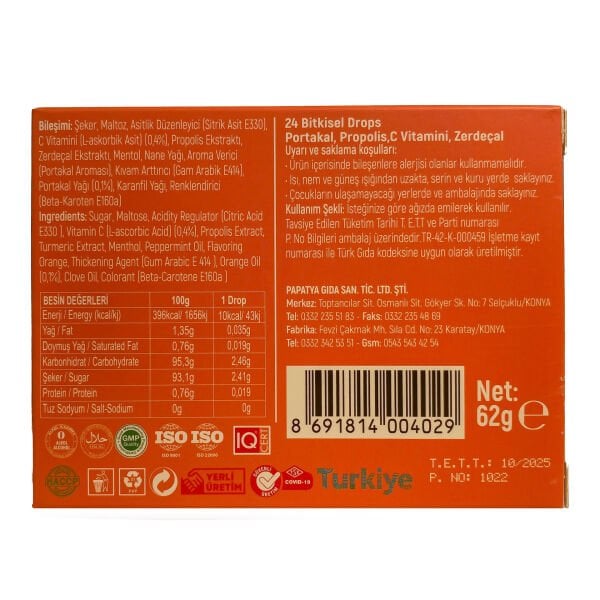 Bileşimi: Şeker, Maltoz, Asitlik Düzenleyici (Sitrik Asit E330),
C Vitamini (L-askorbik Asit) (0,4%), Propolis Ekstraktı,
Zerdeçal Ekstraktı, Mentol, Nane Yağı, Aroma Verici
(Portakal Aroması), Kıvam Arttıncı (Gam Arabik E414),
Portakal Yağı (0,1%), Karanfil Yağı, Renklendirici
(Beta-Karoten E160a)
Ingredients: Sugar, Maltose, Acidity Regulator (Citric Acid
E330 ), Vitamin C (L-ascorbic Acid) (0,4%), Propolis Extract,
Turmeric Extract, Menthol, Peppermint Oil, Flavoring
Orange, Thickening Agent (Gum Arabic E 414 ), Orange Oil
(0,1%), Clove Oil, Colorant (Beta-Carotene E160a )
BESİN DEĞERLERİ 100g 1 Drop
Enerji / Energy (kcal/kj) 396kcal/ 1656kj 10kcal/ 43kj
Yağ / Fat 1,35g 0,035g
Doymuş Yağ / Saturated Fat 0,76g 0,019g
Karbonhidrat / Carbohydrate 95,3g 2,46g
Şeker / Sugar 93,1g 2,41g
Protein / Protein 0,76g 0,019
Tuz Sodyum / Salt-Sodium 0g 0g
24 Bitkisel Drops
Portakal, Propolis,C Vitamini, Zerdeçal
Uyarı ve saklama koşulları:
- Ürün içerisinde bileşenlere alerjisi olanlar kullanmamalıdır.
- Isı, nem ve güneş ışığından uzakta, serin ve kuru yerde saklayınız.
- Çocukların ulaşamayacağı yerlerde ve ambalajında saklayınız.
Kullanım Şekli: İsteğinize göre ağızda emilerek kullanılır.
Tavsiye Edilen Tüketim Tarihi T. E.T.T ve Parti numarası
P. No Bilgileri ambalaj üzerindedir.TR-42-K-000459 İşletme kayıt
numarası ile Türk Gıda kodeksine uygun olarak üretilmiştir.
PAPATYA GIDA SAN. TİC. LTD. ŞTİ.
Merkez: Toptancılar Sit. Osmanlı Sit. Gökyer Sk. No: 7 Selçuklu/KONYA
Tel: 0332 235 51 83 - Faks: 0332 235 48 69
Fabrika: Fevzi Çakmak Mh. Sıla Cd. No: 23 Karatay/KONYA
Tel: 0332 342 53 51 - Gsm: 0543 543 42 54
8 691814 004029
Net:
62g e
T.E.T.T.: 10/2025
P. NO: 1022
HALAL
GMP
Quality
ISO ISO
ISO 9001 ISO 22000
IQ CERT
HACCP
PVP
YERLİ
ÜRETİM
GÜVENLİ
ÜRETİM
COVID-19
Turkiye